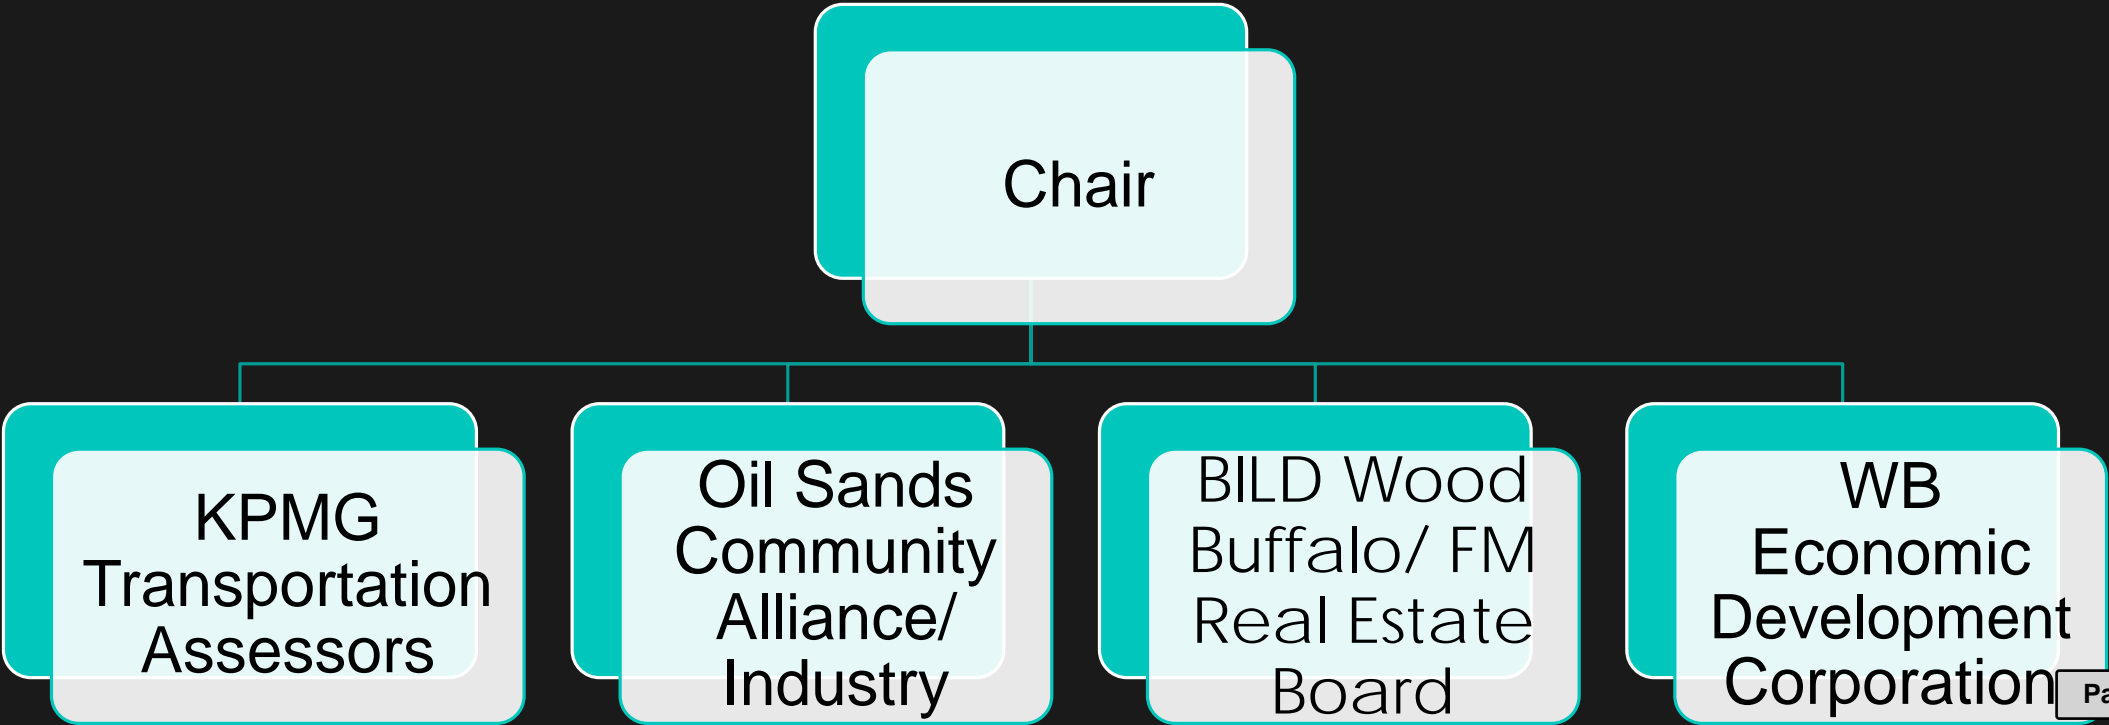 Chair
KPMG
Transportation
Assessors
Oil Sands
Community
Alliance/
Industry
BILD Wood
Buffalo/ FM
Real Estate
Board
WB
Economic
Development
Corporation